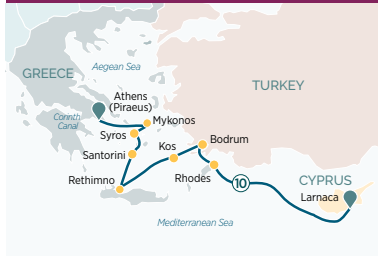 GREECE
Aegean Sea
TURKEY
Athens
(Piraeus)
Corinth
Canal
Mykonos
Syros
Santorini
Kos
Bodrum
Rethimno
Rhodes
10
CYPRUS
Larnaca
Mediterranean Sea